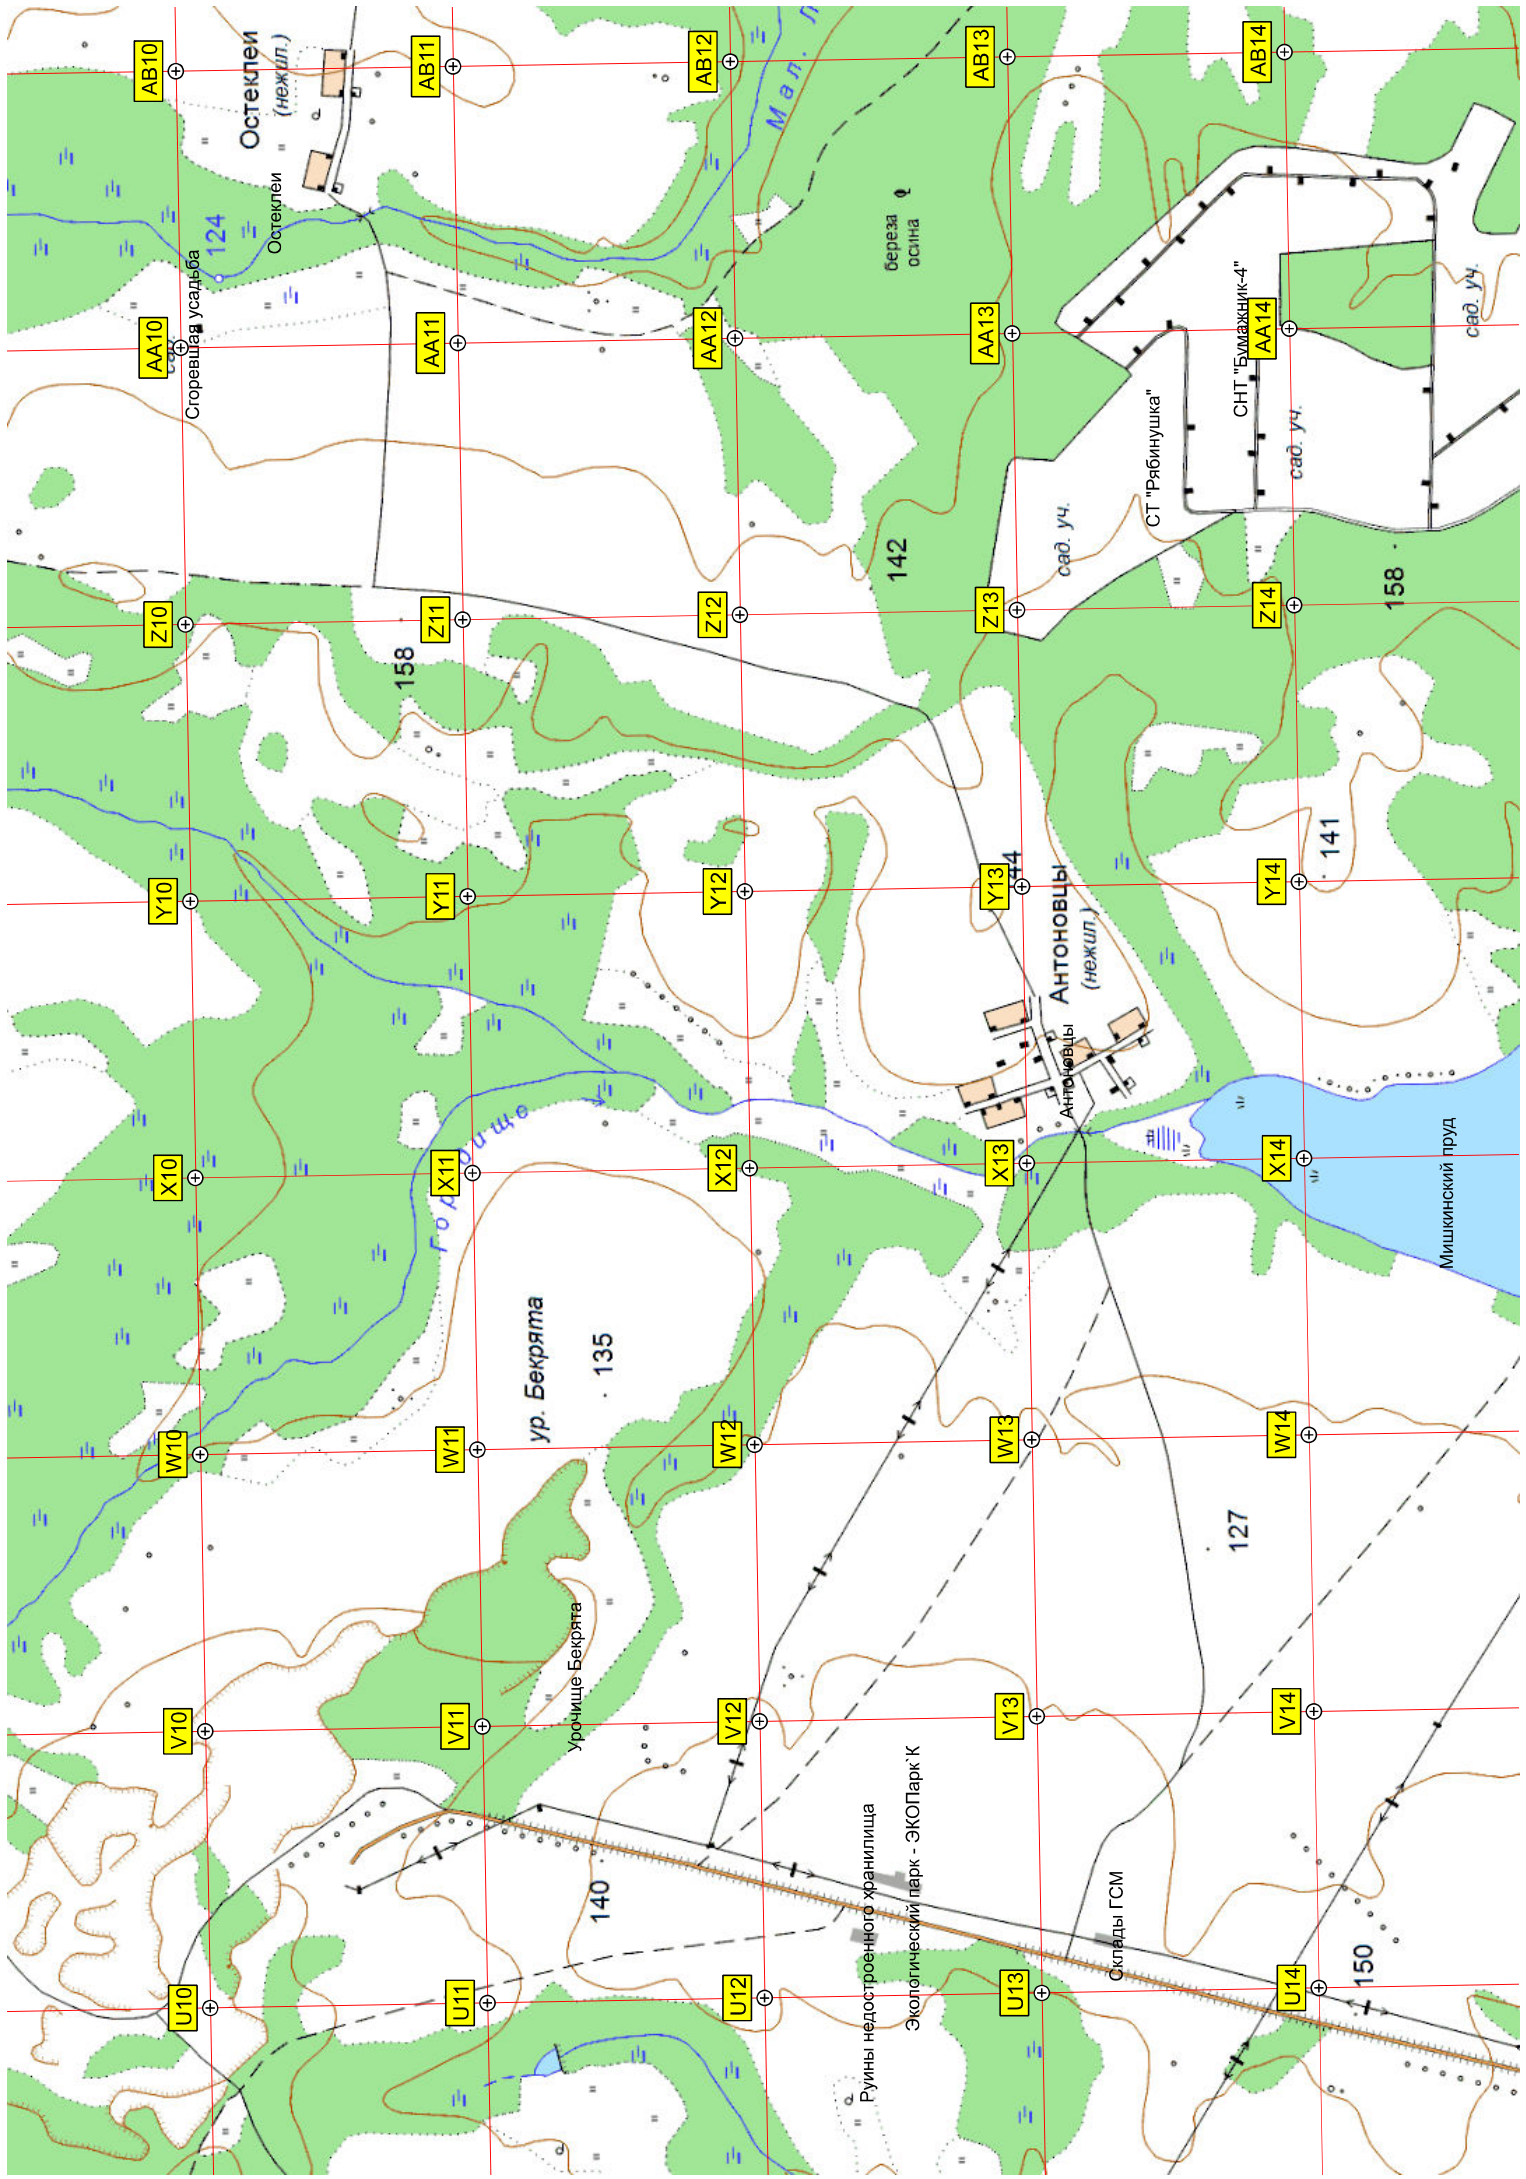 U10
V10
W10
X10
Y10
Z10
AA10
AB10
U11
V11
W11
X11
Y11
Z11
AA11
AB11
U12
V12
W12
X12
Y12
Z12
AA12
AB12
U13
V13
W13
X13
Y13
Z13
AA13
AB13
U14
V14
W14
X14
Y14
Z14
AA14
AB14
Сгоревшая усадьба
124
Остеклеи
(нежил.)
Остеклеи
Мал.
158
ур. Бекрята
135
Урочище Бекрята
140
береза
осина
142
Руины недостроенного хранилища
Экологический парк - ЭКОПарк'К
44
Антоновцы
(нежил.)
Антоновцы
сад. уч.
СТ "Рябинушка"
СНТ "Бумажник-4"
сад. уч.
сад. уч.
158
141
127
Склады ГСМ
150
Мишкинский пруд